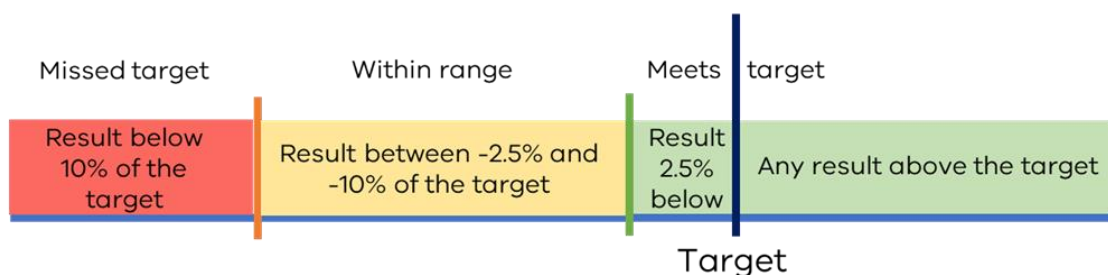 Missed target
Within range
Meets target
Result below
10% of the
target
Result between -2.5% and
-10% of the target
Result
2.5%
below
Any result above the target
Target